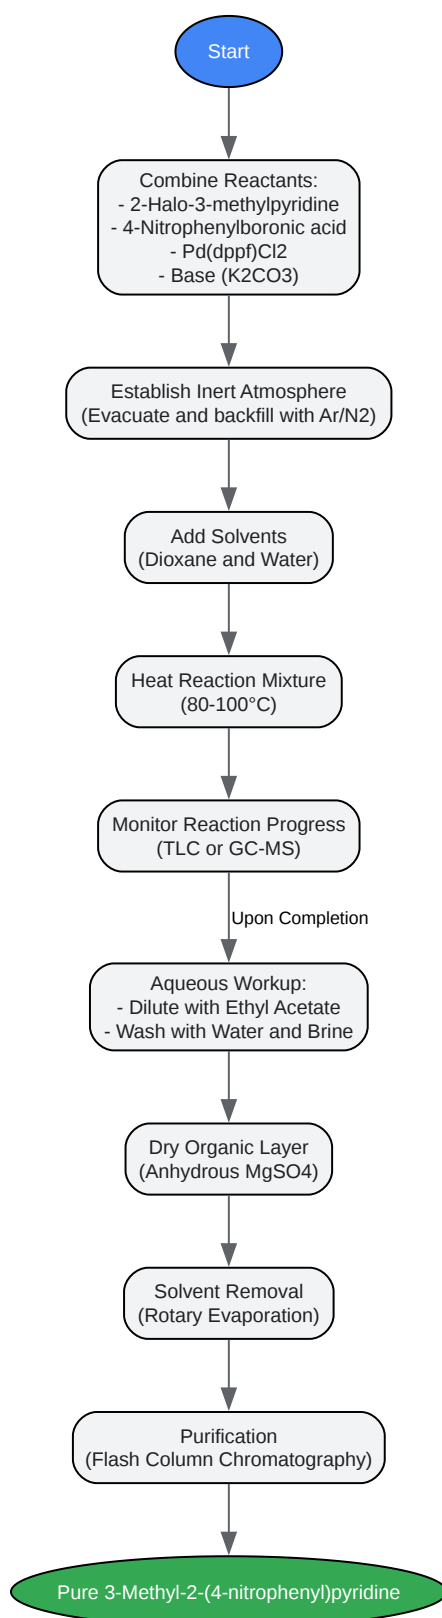 Start
Combine Reactants:
- 2-Halo-3-methylpyridine
- 4-Nitrophenylboronic acid
- Pd(dppf)Cl2
- Base (K2CO3)
Establish Inert Atmosphere
(Evacuate and backfill with Ar/N2)
Add Solvents
(Dioxane and Water)
Heat Reaction Mixture
(80-100°C)
Monitor Reaction Progress
(TLC or GC-MS)
Upon Completion
Aqueous Workup:
- Dilute with Ethyl Acetate
- Wash with Water and Brine
Dry Organic Layer
(Anhydrous MgSO4)
Solvent Removal
(Rotary Evaporation)
Purification
(Flash Column Chromatography)
Pure 3-Methyl-2-(4-nitrophenyl)pyridine